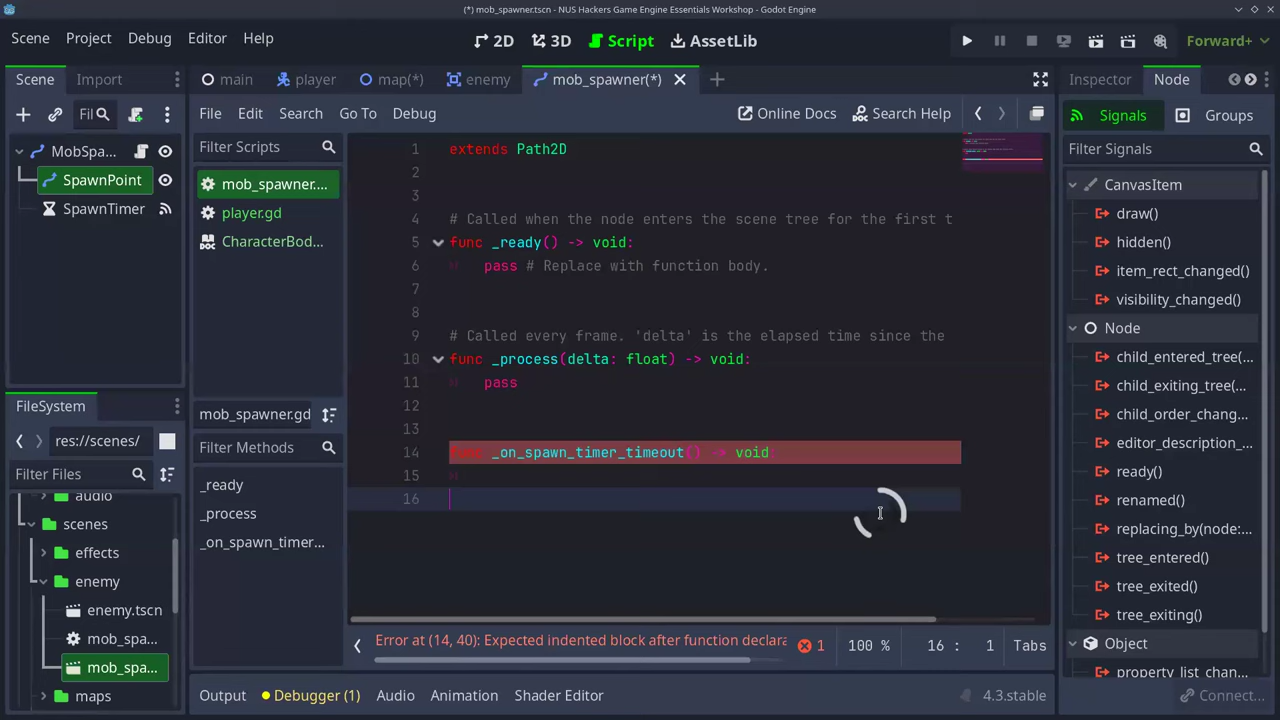 (*) mob_spawner.tscn - NUS Hackers Game Engine Essentials Workshop - Godot Engine
Scene Project Debug Editor Help
2D 3D Script AssetLib
Forward+
Scene Import
main player map(*) enemy mob_spawner(*)
Inspector Node
Fil
File Edit Search Go To Debug
Online Docs Search Help
Signals Groups
MobSpa...
SpawnPoint
SpawnTimer
Filter Scripts
mob_spawner....
player.gd
CharacterBod...
mob_spawner.gd
Filter Methods
_ready
_process
_on_spawn_timer...
1 extends Path2D
2
3
4 # Called when the node enters the scene tree for the first t
5 func _ready() -> void:
6 pass # Replace with function body.
7
8
9 # Called every frame. 'delta' is the elapsed time since the
10 func _process(delta: float) -> void:
11 pass
12
13
14 func _on_spawn_timer_timeout() -> void:
15
16
Error at (14, 40): Expected indented block after function declara
1 100 % 16 : 1 Tabs
Filter Signals
CanvasItem
draw()
hidden()
item_rect_changed()
visibility_changed()
Node
child_entered_tree(...
child_exiting_tree(...
child_order_chang...
editor_description_...
ready()
renamed()
replacing_by(node:...
tree_entered()
tree_exited()
tree_exiting()
Object
property_list_chan...
Connect...
FileSystem
res://scenes/
Filter Files
audio
scenes
effects
enemy
enemy.tscn
mob_spa...
mob_spa...
maps
Output Debugger (1) Audio Animation Shader Editor
4.3.stable